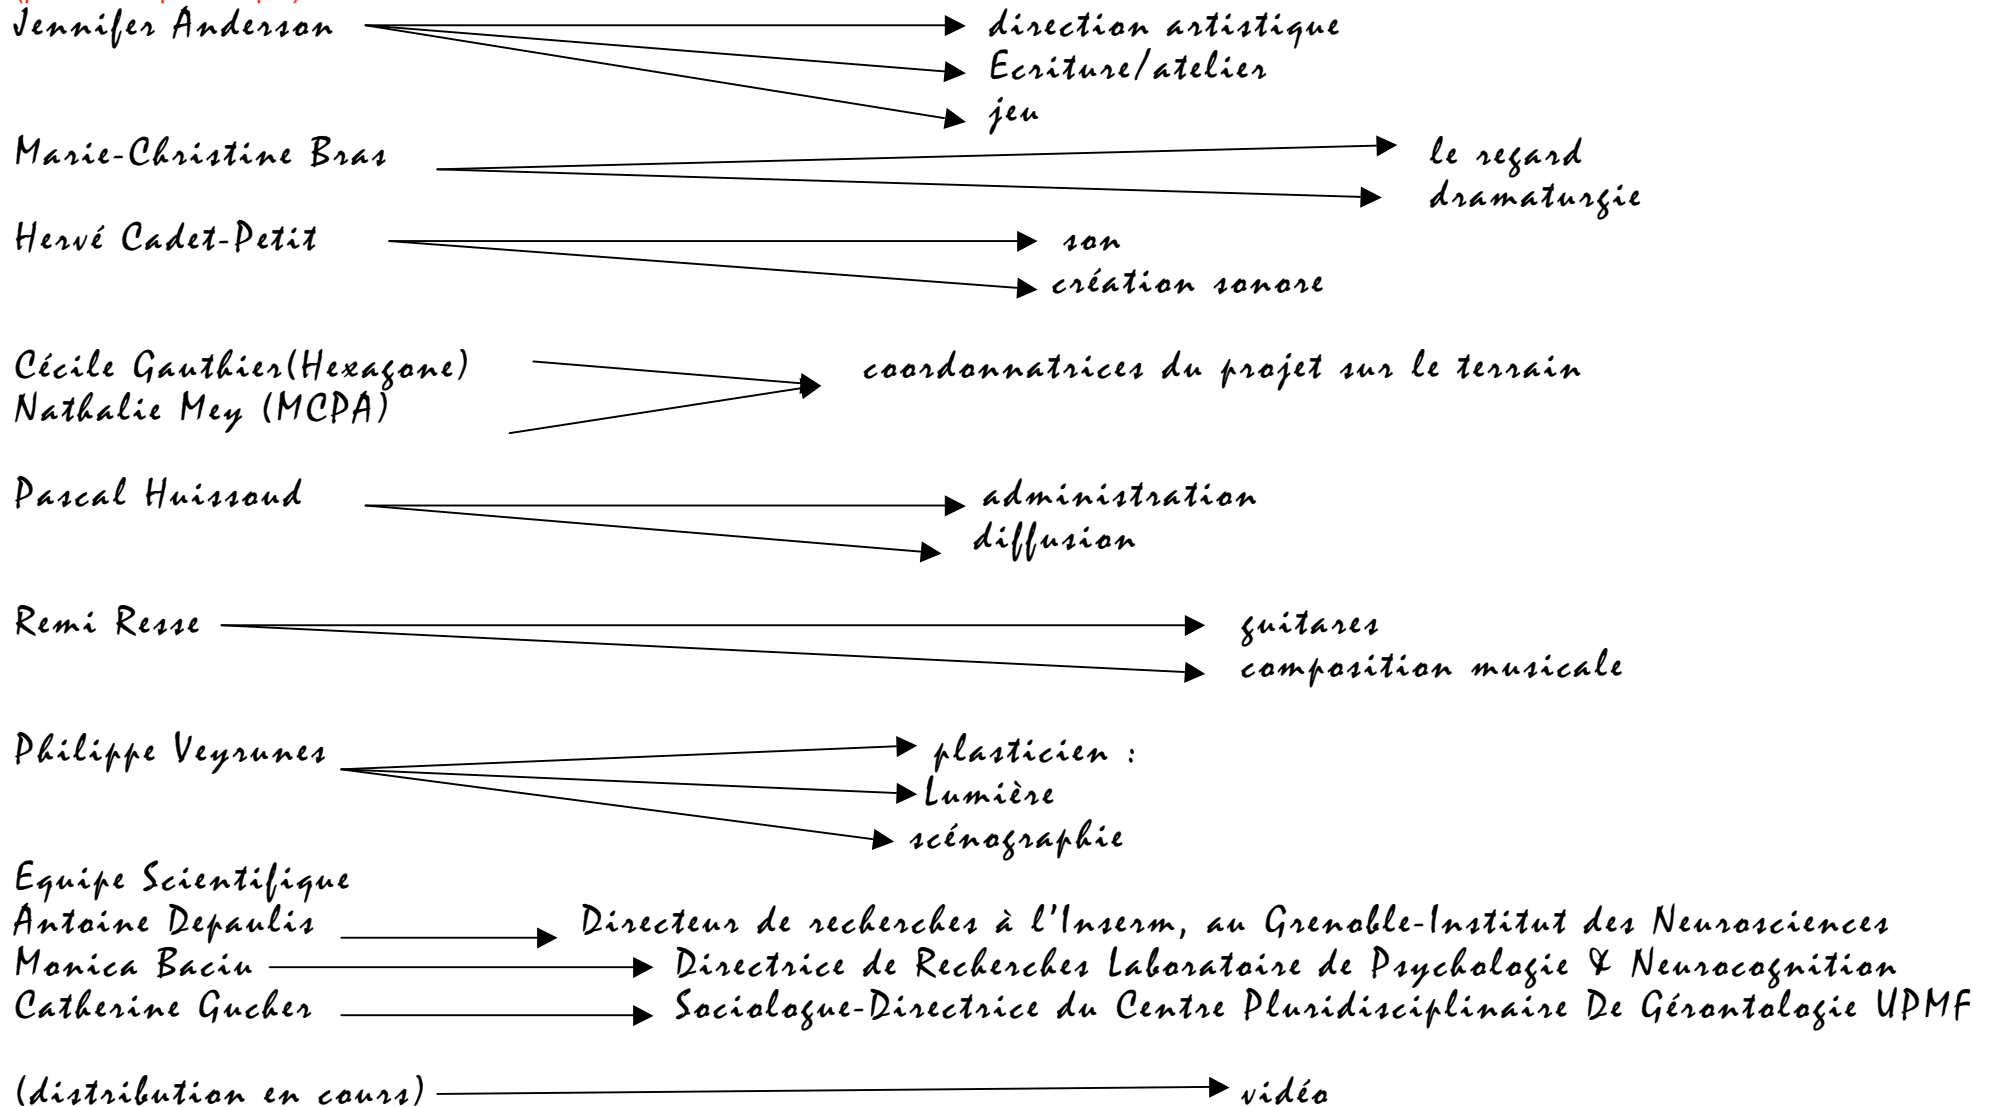 Jennifer Anderson direction artistique
Ecriture/atelier
jeu
Marie-Christine Bras le regard
dramaturgie
Hervé Cadet-Petit son
création sonore
Cécile Gauthier(Hexagone) coordonnatrices du projet sur le terrain
Nathalie Mey (MCPA)
Pascal Huissoud administration
diffusion
Remi Resse guitares
composition musicale
Philippe Veyrunes plasticien :
Lumière
scénographie
Equipe Scientifique
Antoine Depaulis Directeur de recherches à l'Inserm, au Grenoble-Institut des Neurosciences
Monica Baciu Directrice de Recherches Laboratoire de Psychologie & Neurocognition
Catherine Gucher Sociologue-Directrice du Centre Pluridisciplinaire De Gérontologie UPMF
(distribution en cours) vidéo